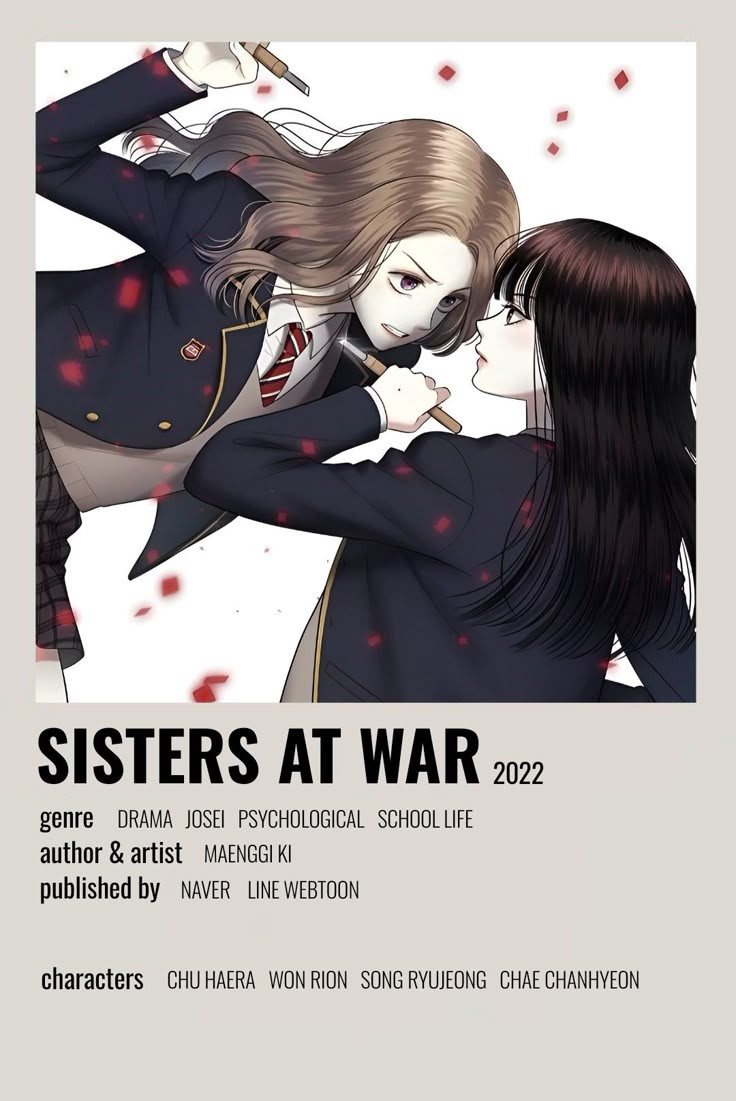 SISTERS AT WAR 2022
genre DRAMA JOSEI PSYCHOLOGICAL SCHOOL LIFE
author & artist MAENGGI KI
published by NAVER LINE WEBTOON
characters CHU HAERA WON RION SONG RYUJEONG CHAE CHANHYEON